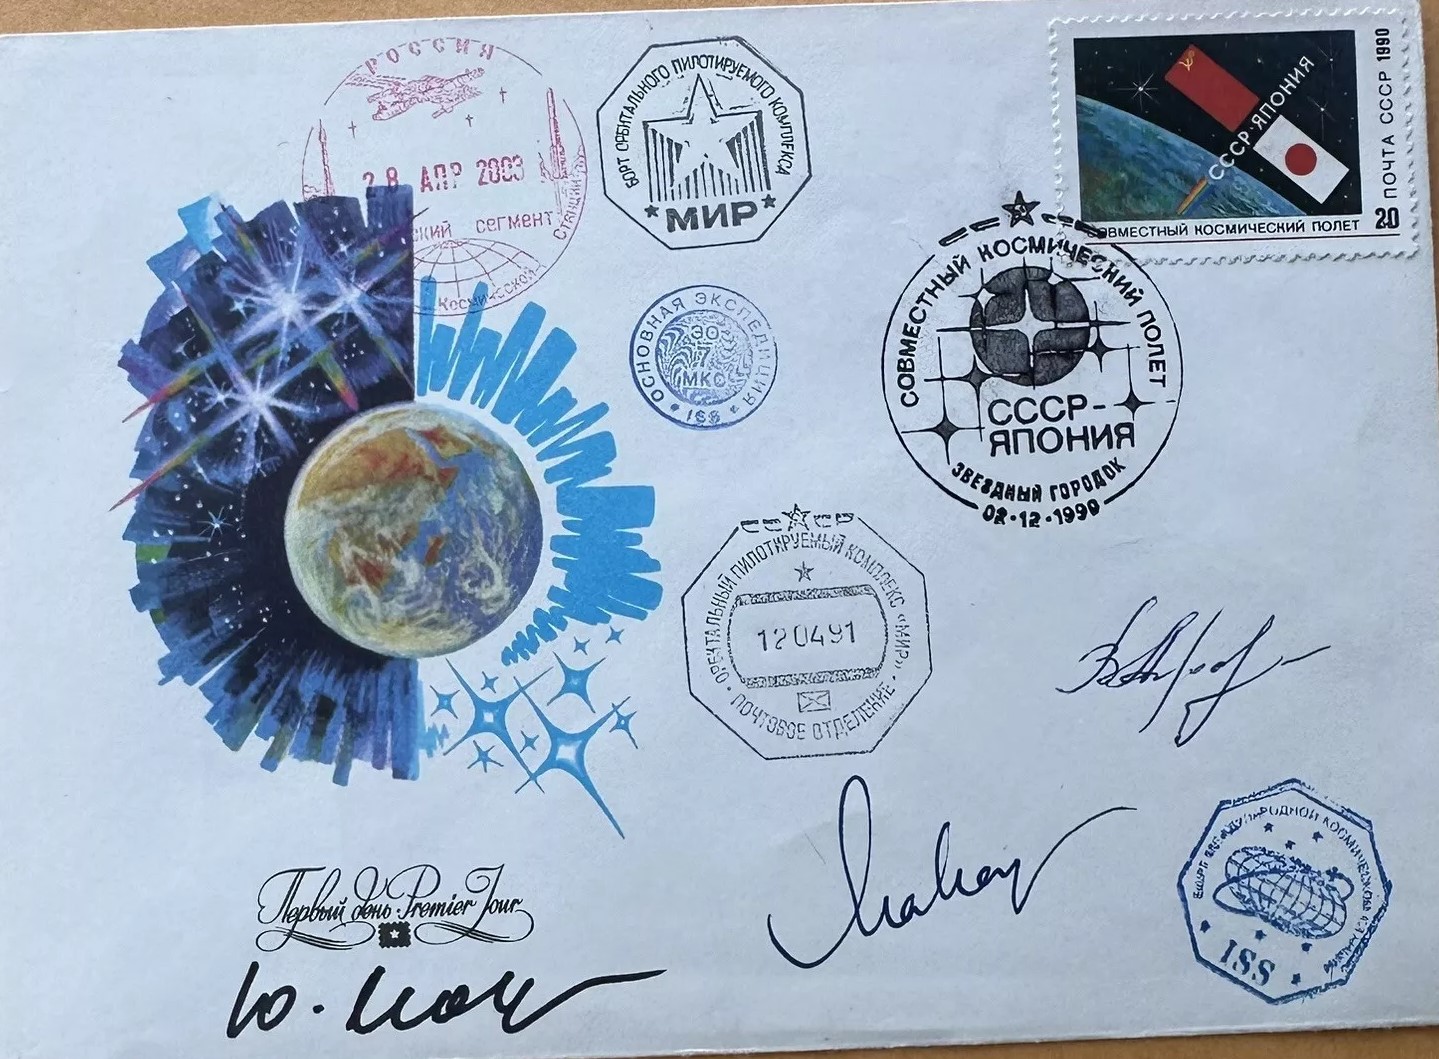 РОССИЯ
28 АПР 2003
ский сегмент
Космической
Станции
БОРТ ОРБИТАЛЬНОГО ПИЛОТИРУЕМОГО КОМПЛЕКСА
МИР
СССР·ЯПОНИЯ
СОВМЕСТНЫЙ КОСМИЧЕСКИЙ ПОЛЕТ
20 ПОЧТА СССР 1990
ОСНОВНАЯ ЭКСПЕДИЦИЯ
ЭО
7
МКС
ISS
СОВМЕСТНЫЙ КОСМИЧЕСКИЙ ПОЛЕТ
СССР-
ЯПОНИЯ
ЗВЕЗДНЫЙ ГОРОДОК
02·12·1990
СССР
ОРБИТАЛЬНЫЙ ПИЛОТИРУЕМЫЙ КОМПЛЕКС «МИР»
120491
ПОЧТОВОЕ ОТДЕЛЕНИЕ
Первый день·Premier Jour
Ю.
КОСМИЧЕСКОЙ
ISS